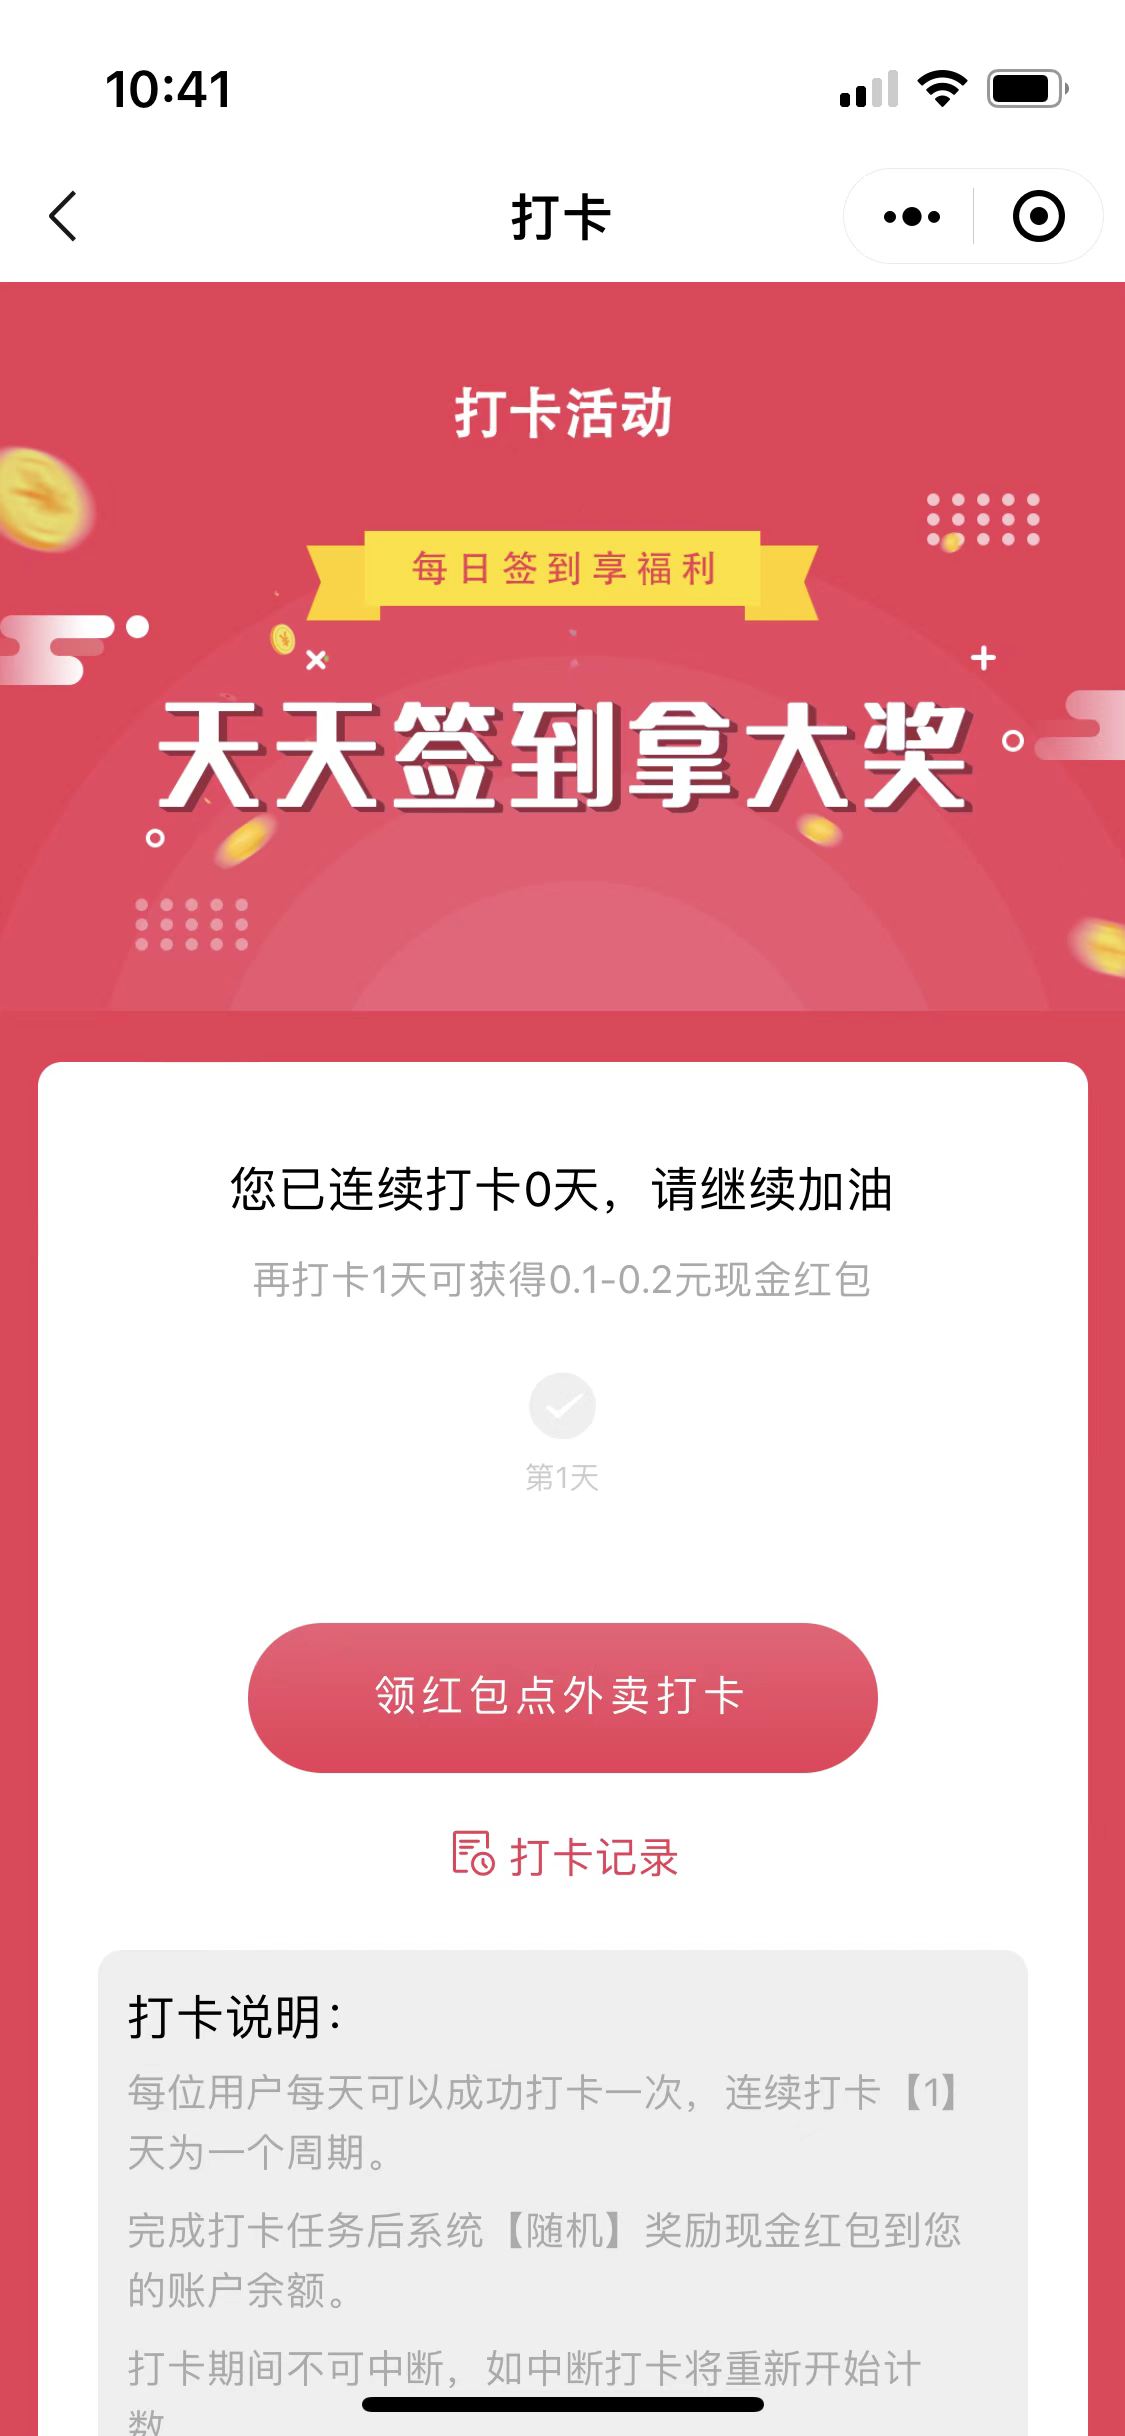 10:41
打卡
打卡活动
每日签到享福利
天天签到拿大奖
您已连续打卡0天，请继续加油
再打卡1天可获得0.1-0.2元现金红包
第1天
领红包点外卖打卡
打卡记录
打卡说明：
每位用户每天可以成功打卡一次，连续打卡【1】
天为一个周期。
完成打卡任务后系统【随机】奖励现金红包到您
的账户余额。
打卡期间不可中断，如中断打卡将重新开始计
数